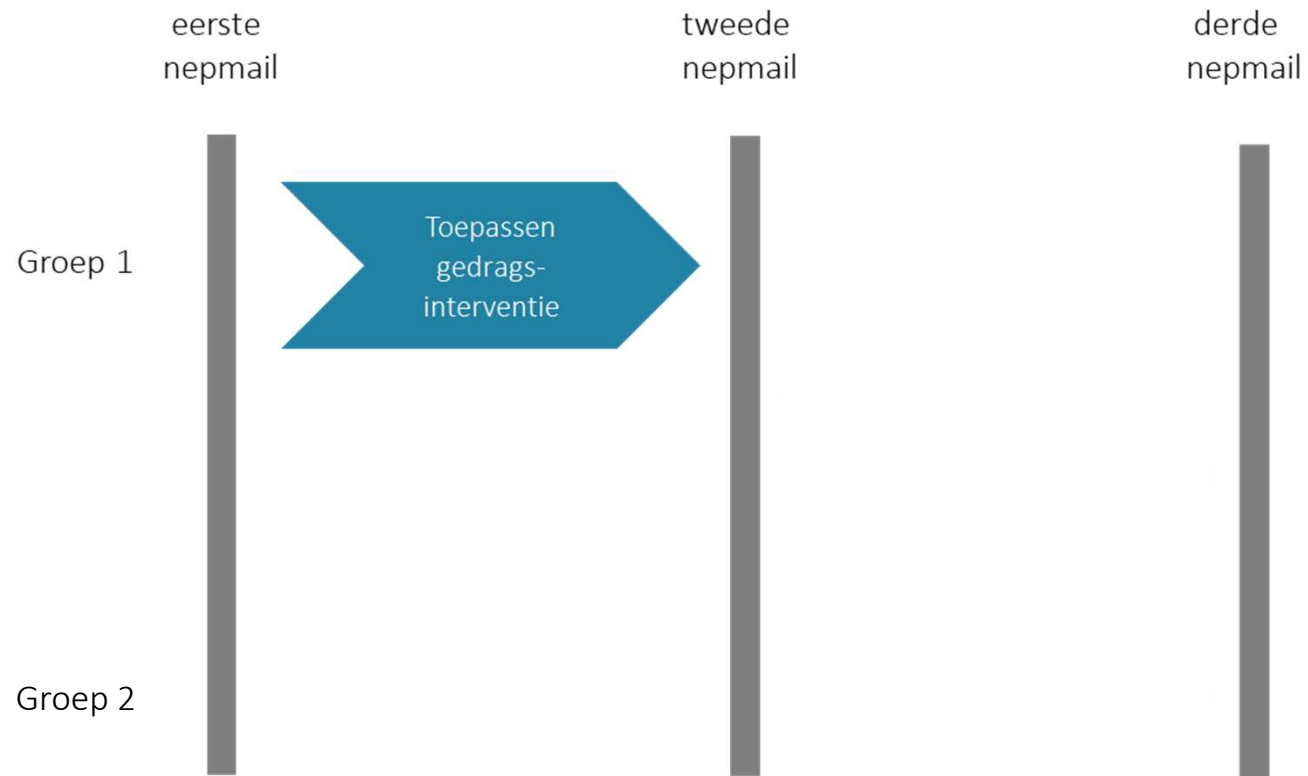 eerste
nepmail
tweede
nepmail
derde
nepmail
Groep 1
Toepassen
gedrags-
interventie
Groep 2